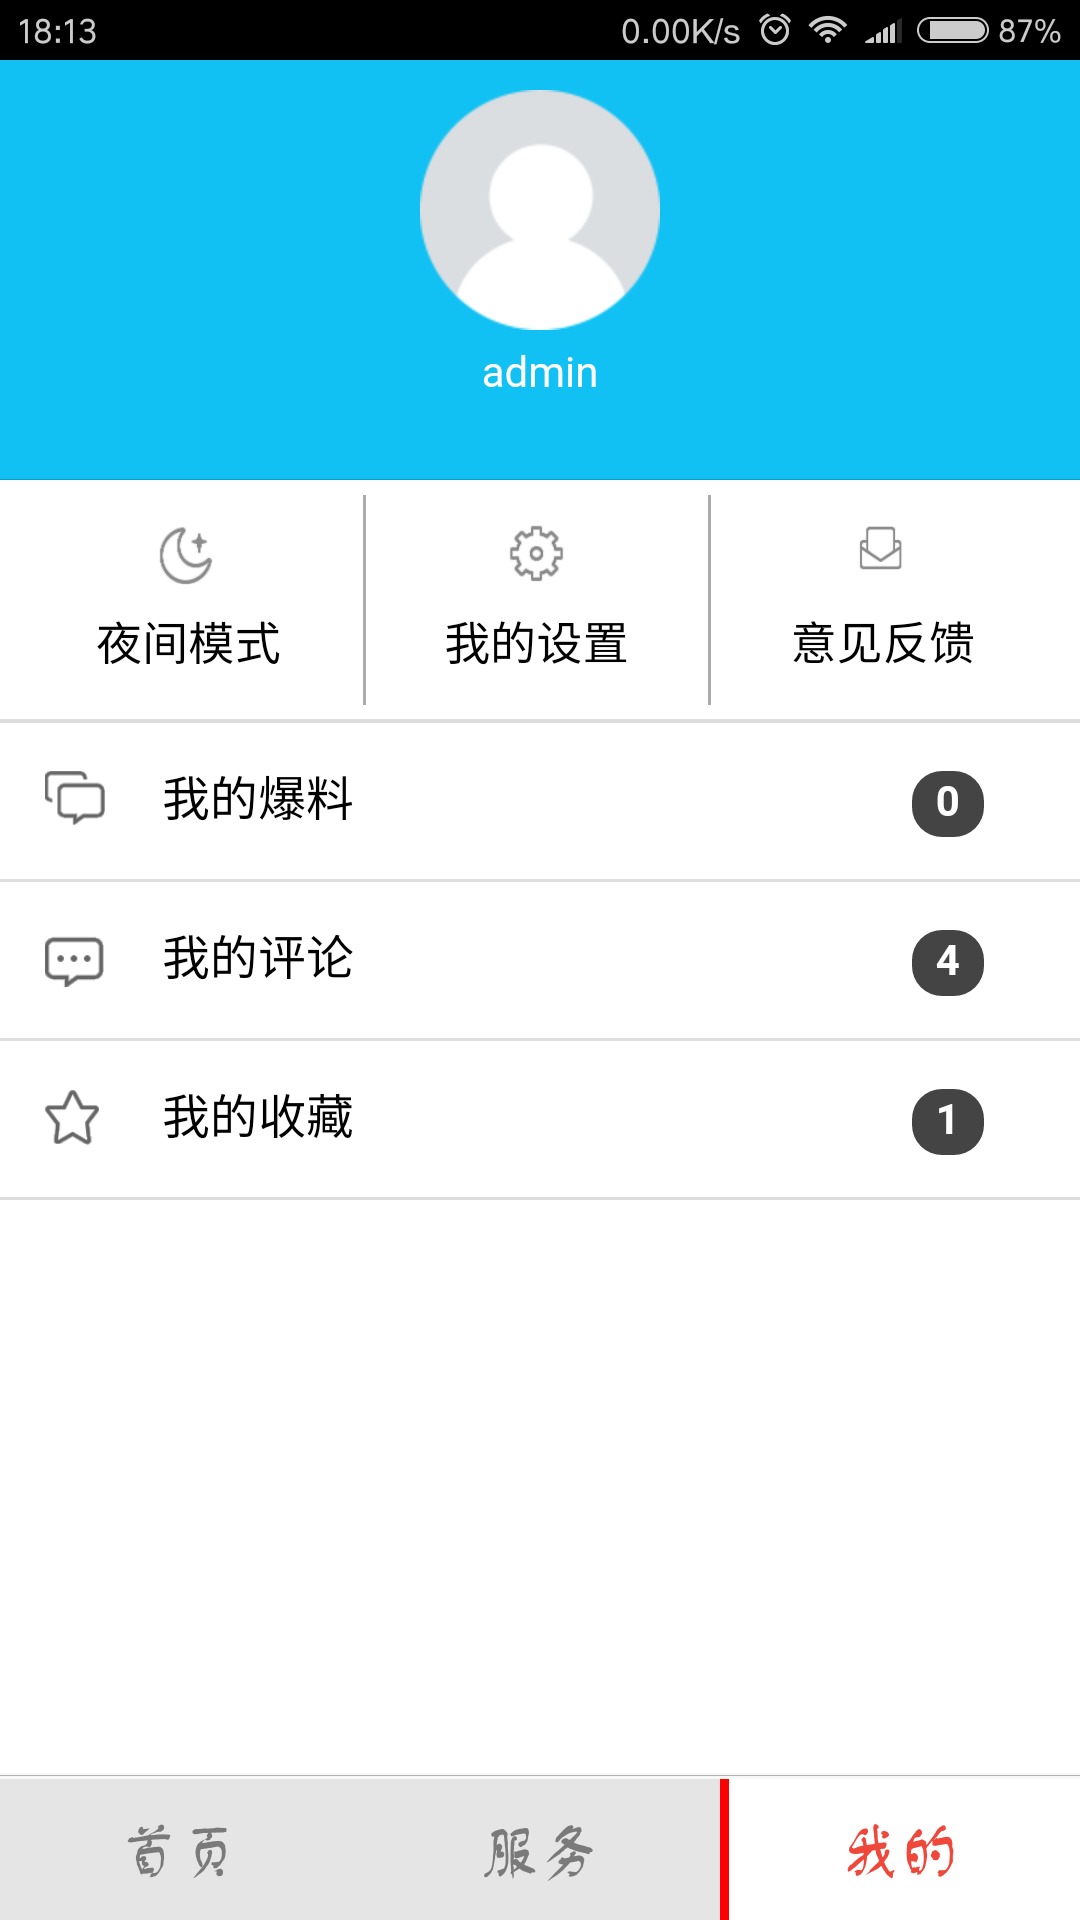 18:13 0.00K/s 87%
admin
夜间模式 我的设置 意见反馈
我的爆料 0
我的评论 4
我的收藏 1
首页 服务 我的